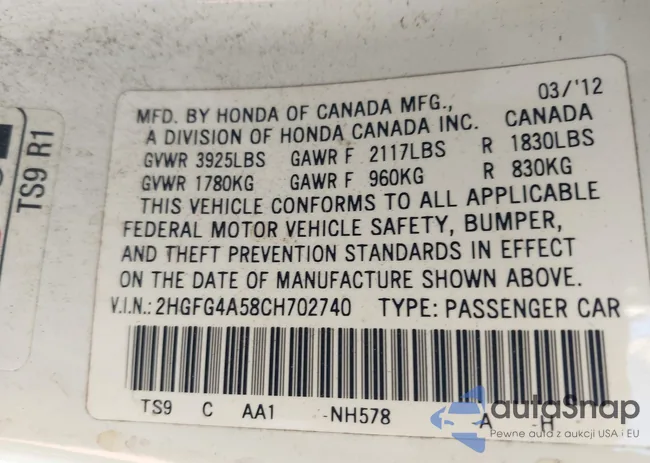 03/'12
MFD. BY HONDA OF CANADA MFG., CANADA
A DIVISION OF HONDA CANADA INC.
GVWR 3925LBS GAWR F 2117LBS R 1830LBS
GVWR 1780KG GAWR F 960KG R 830KG
THIS VEHICLE CONFORMS TO ALL APPLICABLE
FEDERAL MOTOR VEHICLE SAFETY, BUMPER,
AND THEFT PREVENTION STANDARDS IN EFFECT
ON THE DATE OF MANUFACTURE SHOWN ABOVE.
V.I.N.: 2HGFG4A58CH702740 TYPE: PASSENGER CAR
TS9 C AA1 -NH578 A -H
TS9 R1
autoSnap
Pewne auta z aukcji USA i EU